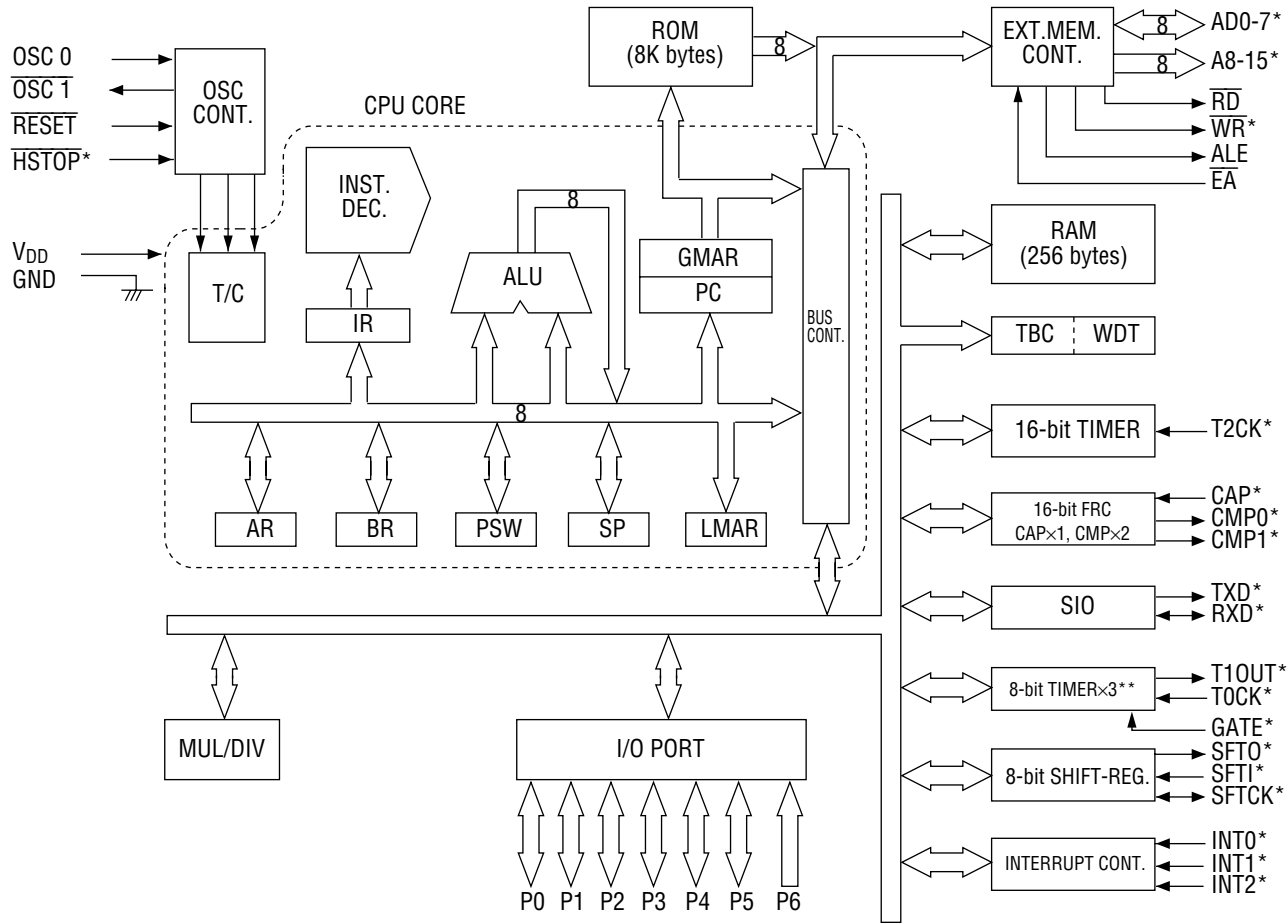 OSC 0
OSC 1
RESET
HSTOP*
OSC
CONT.
VDD
GND
CPU CORE
T/C
INST.
DEC.
IR
ALU
8
ROM
(8K bytes)
8
GMAR
PC
BUS
CONT.
8
AR
BR
PSW
SP
LMAR
MUL/DIV
I/O PORT
P0
P1
P2
P3
P4
P5
P6
EXT.MEM.
CONT.
8
AD0-7*
8
A8-15*
RD
WR*
ALE
EA
RAM
(256 bytes)
TBC
WDT
16-bit TIMER
T2CK*
16-bit FRC
CAP×1, CMP×2
CAP*
CMP0*
CMP1*
SIO
TXD*
RXD*
8-bit TIMER×3**
T1OUT*
T0CK*
GATE*
8-bit SHIFT-REG.
SFTO*
SFTI*
SFTCK*
INTERRUPT CONT.
INT0*
INT1*
INT2*